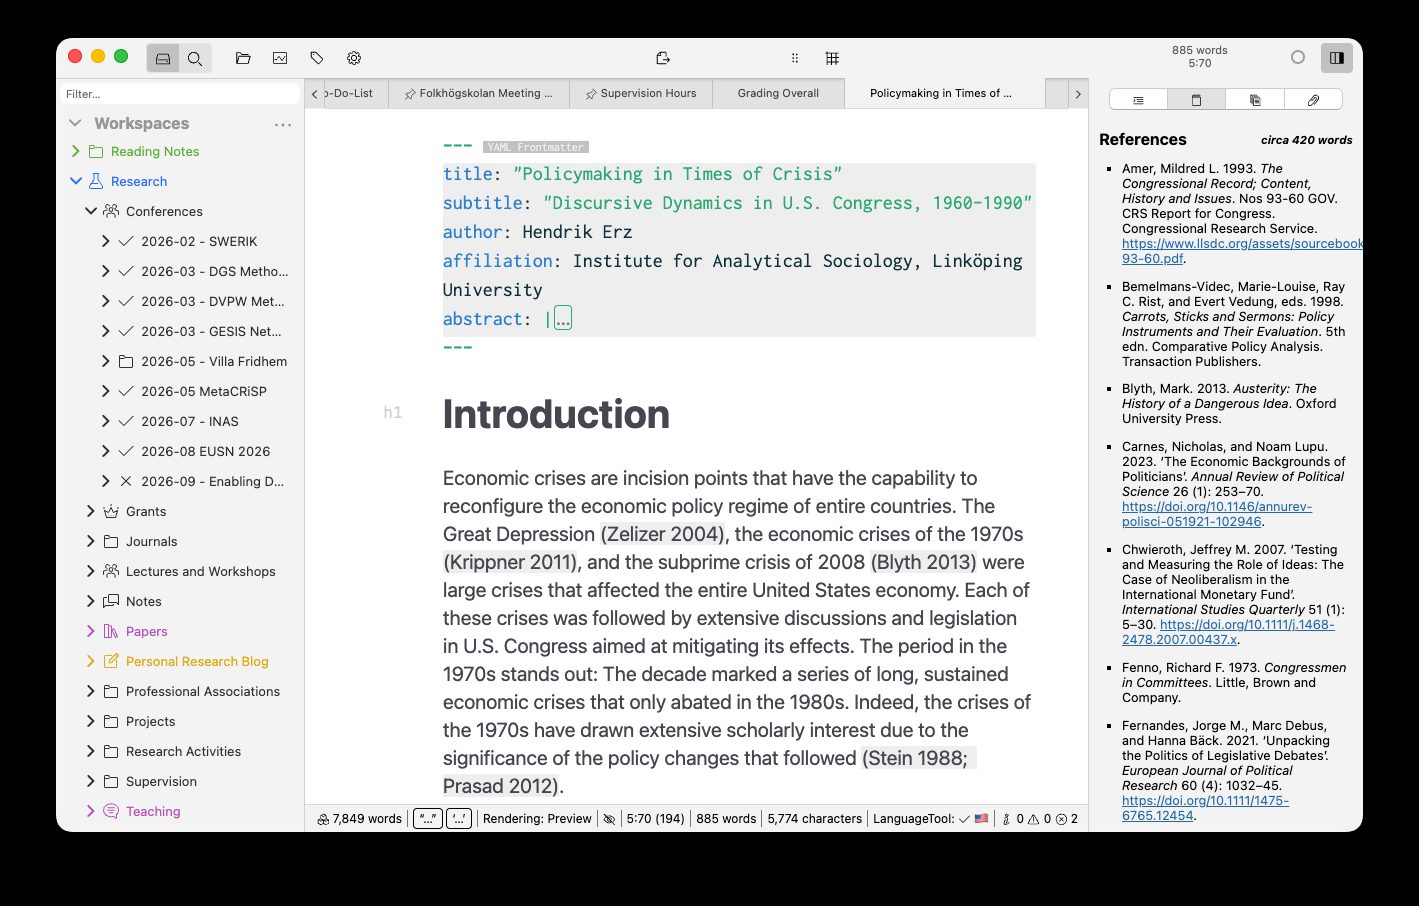 885 words
5:70
Filter...
o-Do-List
Folkhögskolan Meeting ...
Supervision Hours
Grading Overall
Policymaking in Times of ...
Workspaces
Reading Notes
Research
Conferences
2026-02 - SWERIK
2026-03 - DGS Metho...
2026-03 - DVPW Met...
2026-03 - GESIS Net...
2026-05 - Villa Fridhem
2026-05 MetaCRiSP
2026-07 - INAS
2026-08 EUSN 2026
2026-09 - Enabling D...
Grants
Journals
Lectures and Workshops
Notes
Papers
Personal Research Blog
Professional Associations
Projects
Research Activities
Supervision
Teaching
--- YAML Frontmatter
title: "Policymaking in Times of Crisis"
subtitle: "Discursive Dynamics in U.S. Congress, 1960-1990"
author: Hendrik Erz
affiliation: Institute for Analytical Sociology, Linköping
University
abstract: |...
---
h1 Introduction
Economic crises are incision points that have the capability to
reconfigure the economic policy regime of entire countries. The
Great Depression (Zelizer 2004), the economic crises of the 1970s
(Krippner 2011), and the subprime crisis of 2008 (Blyth 2013) were
large crises that affected the entire United States economy. Each of
these crises was followed by extensive discussions and legislation
in U.S. Congress aimed at mitigating its effects. The period in the
1970s stands out: The decade marked a series of long, sustained
economic crises that only abated in the 1980s. Indeed, the crises of
the 1970s have drawn extensive scholarly interest due to the
significance of the policy changes that followed (Stein 1988;
Prasad 2012).
7,849 words | "..." '...' | Rendering: Preview | 5:70 (194) | 885 words | 5,774 characters | LanguageTool: ✓ 🇺🇸 | 0 0 2
References circa 420 words
Amer, Mildred L. 1993. The
Congressional Record; Content,
History and Issues. Nos 93-60 GOV.
CRS Report for Congress.
Congressional Research Service.
https://www.llsdc.org/assets/sourcebook
93-60.pdf.
Bemelmans-Videc, Marie-Louise, Ray
C. Rist, and Evert Vedung, eds. 1998.
Carrots, Sticks and Sermons: Policy
Instruments and Their Evaluation. 5th
edn. Comparative Policy Analysis.
Transaction Publishers.
Blyth, Mark. 2013. Austerity: The
History of a Dangerous Idea. Oxford
University Press.
Carnes, Nicholas, and Noam Lupu.
2023. ‘The Economic Backgrounds of
Politicians’. Annual Review of Political
Science 26 (1): 253–70.
https://doi.org/10.1146/annurev-
polisci-051921-102946.
Chwieroth, Jeffrey M. 2007. ‘Testing
and Measuring the Role of Ideas: The
Case of Neoliberalism in the
International Monetary Fund’.
International Studies Quarterly 51 (1):
5–30. https://doi.org/10.1111/j.1468-
2478.2007.00437.x.
Fenno, Richard F. 1973. Congressmen
in Committees. Little, Brown and
Company.
Fernandes, Jorge M., Marc Debus,
and Hanna Bäck. 2021. ‘Unpacking
the Politics of Legislative Debates’.
European Journal of Political
Research 60 (4): 1032–45.
https://doi.org/10.1111/1475-
6765.12454.